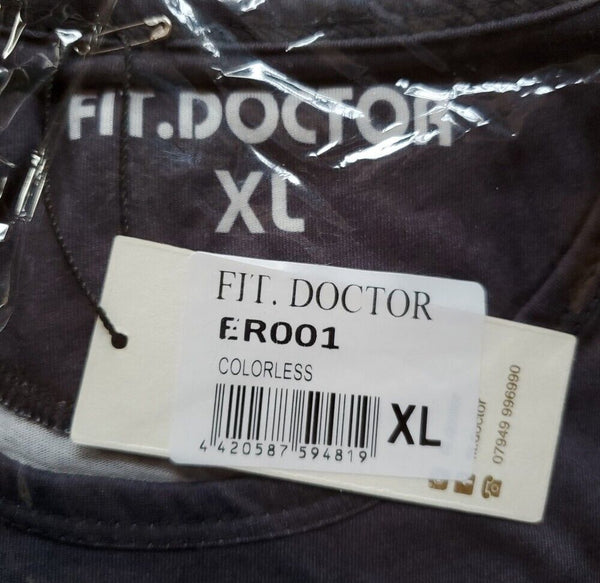 FIT.DOCTOR
XL
FIT. DOCTOR
ER001
COLORLESS
XL
4 420587 594819
07949 996990